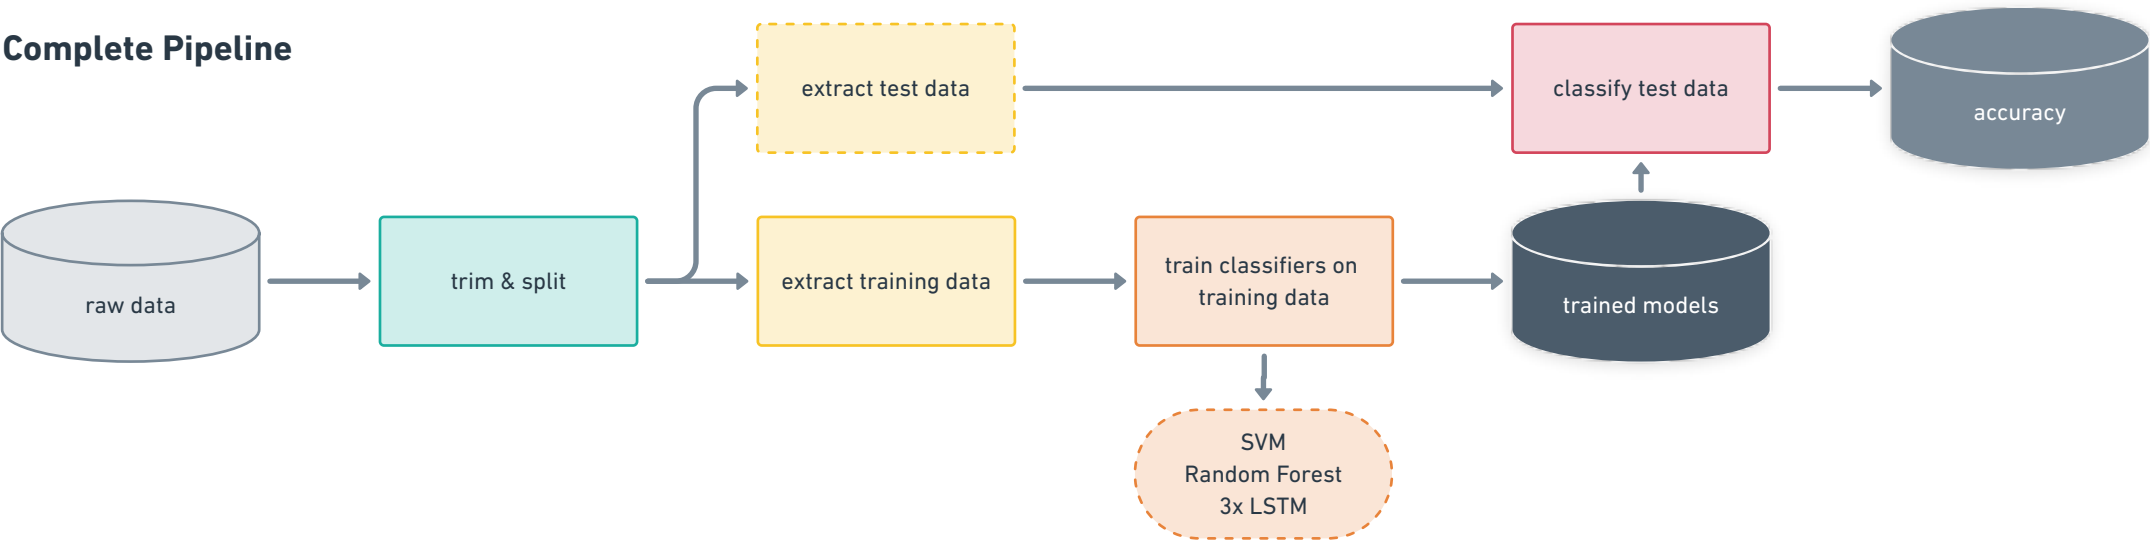 Complete Pipeline
extract test data
classify test data
accuracy
raw data
trim & split
extract training data
train classifiers on
training data
trained models
SVM
Random Forest
3x LSTM